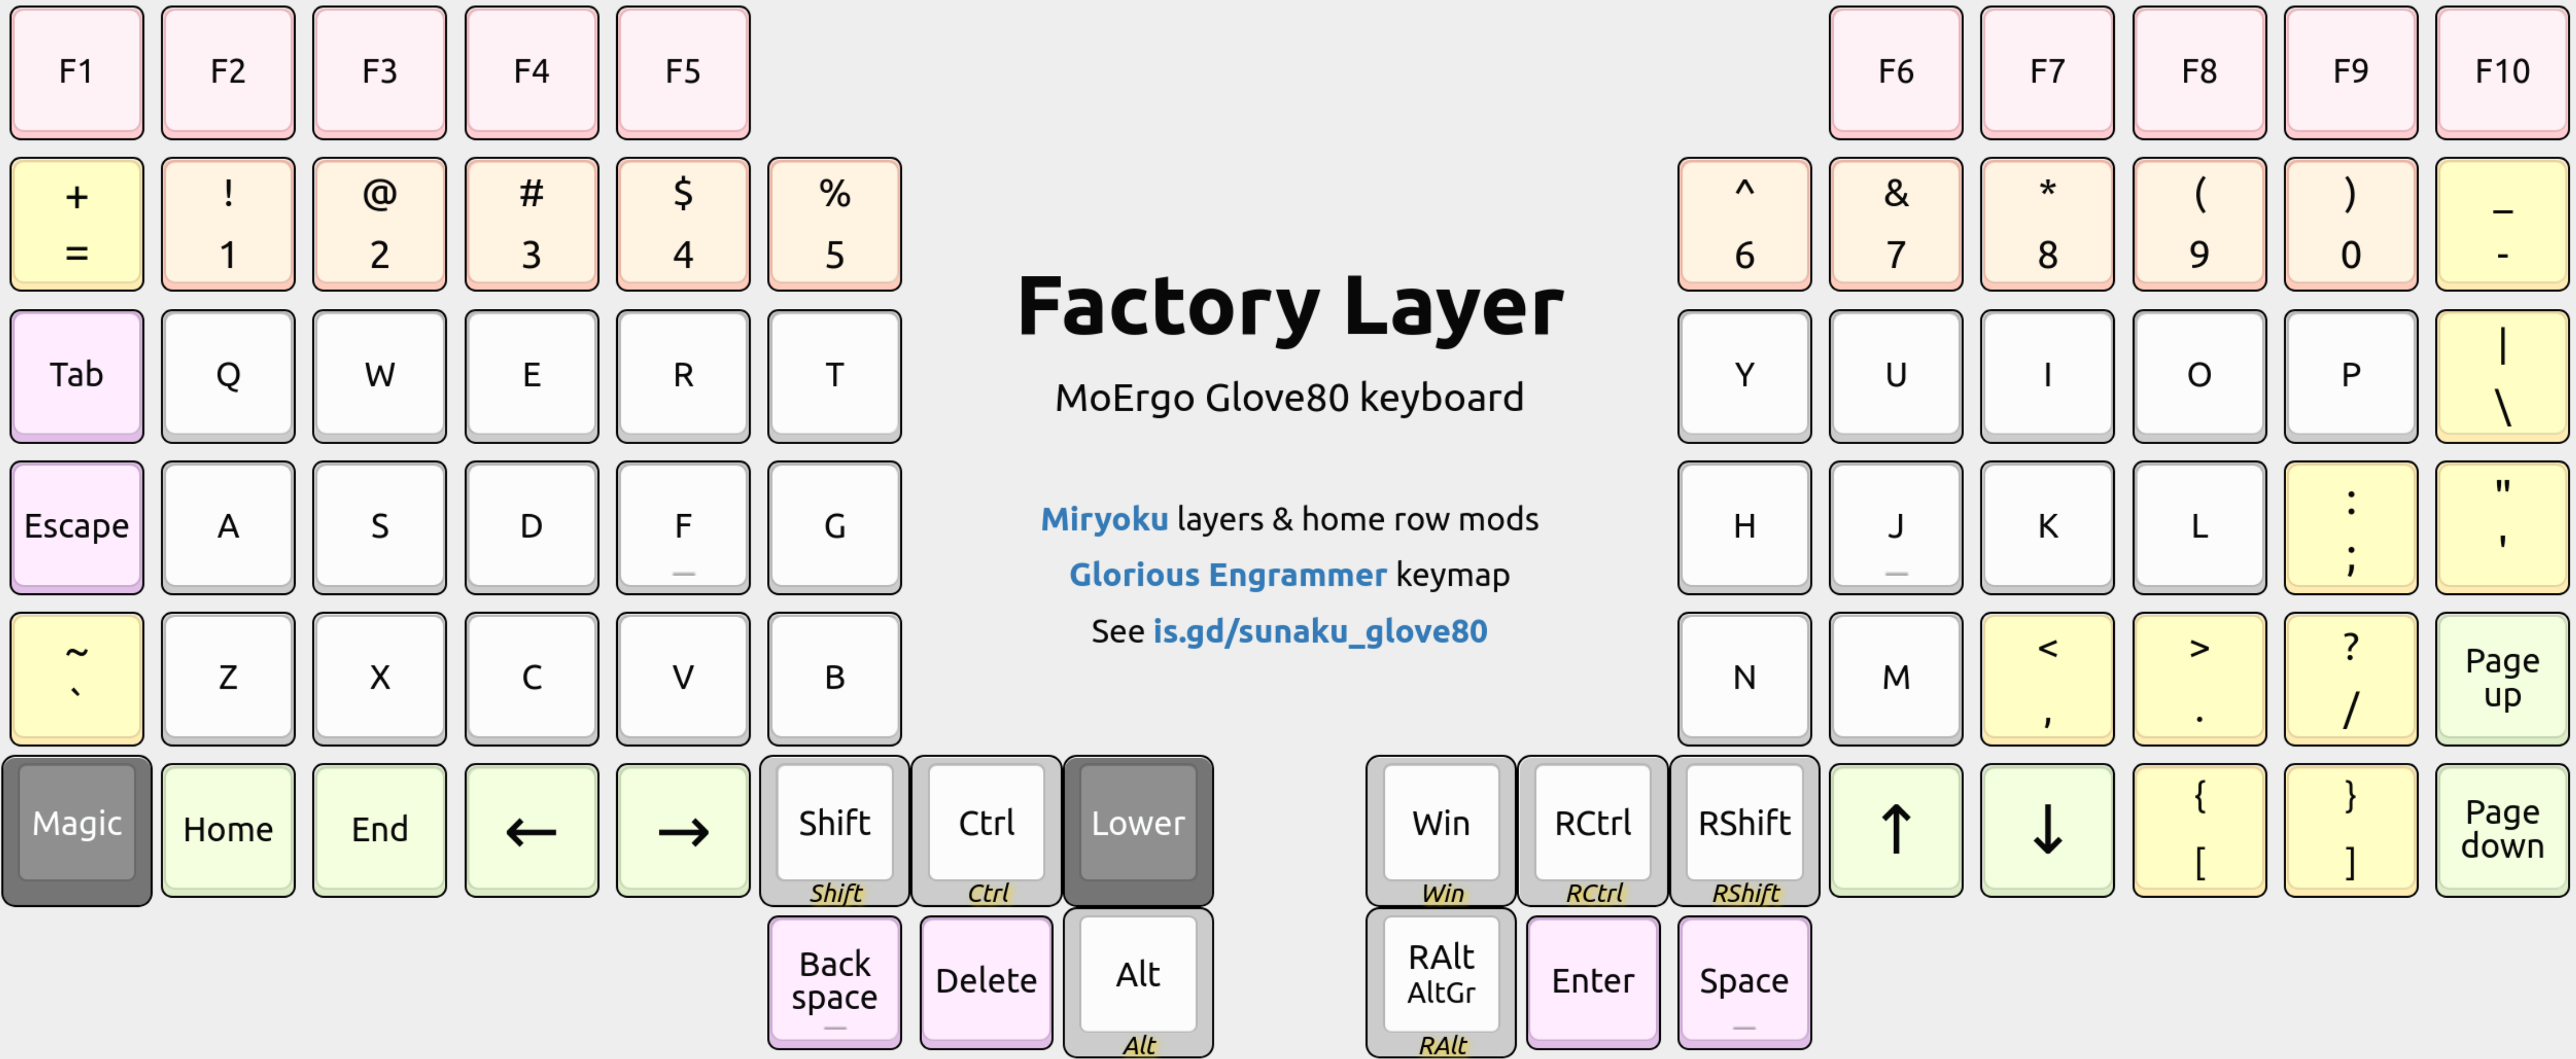 F1 F2 F3 F4 F5 F6 F7 F8 F9 F10
+ ! @ # $ % ^ & * ( ) _
= 1 2 3 4 5 6 7 8 9 0 -
Factory Layer
MoErgo Glove80 keyboard
Tab Q W E R T Y U I O P |
\
Miryoku layers & home row mods
Glorious Engrammer keymap
See is.gd/sunaku_glove80
Escape A S D F G H J K L : "
; '
~ Z X C V B N M < > ? Page
` , . / up
Magic Home End ← → Shift Ctrl Lower Win RCtrl RShift ↑ ↓ { } Page
[ ] down
Shift Ctrl Win RCtrl RShift
Back Delete Alt RAlt Enter Space
space AltGr
Alt RAlt